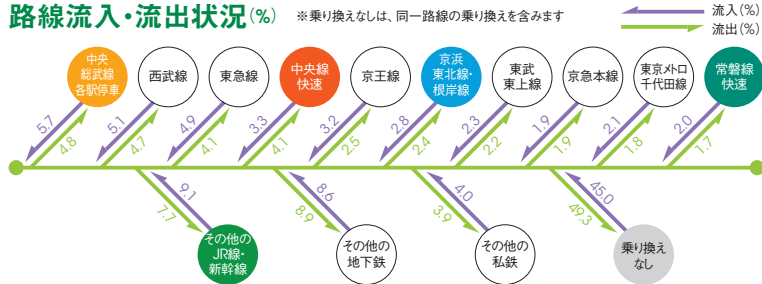 路線流入・流出状況(%) ※乗り換えなしは、同一路線の乗り換えを含みます
流入(%)
流出(%)
中央
総武線
各駅停車
西武線
東急線
中央線
快速
京王線
京浜
東北線・
根岸線
東武
東上線
京急本線
東京メトロ
千代田線
常磐線
快速
5.7
4.8
5.1
4.7
4.9
4.1
3.3
4.1
3.2
2.5
2.8
2.4
2.3
2.2
1.9
1.9
2.1
1.8
2.0
1.7
9.1
7.7
8.6
8.9
4.0
3.9
45.0
49.3
その他の
JR線・
新幹線
その他の
地下鉄
その他の
私鉄
乗り換え
なし